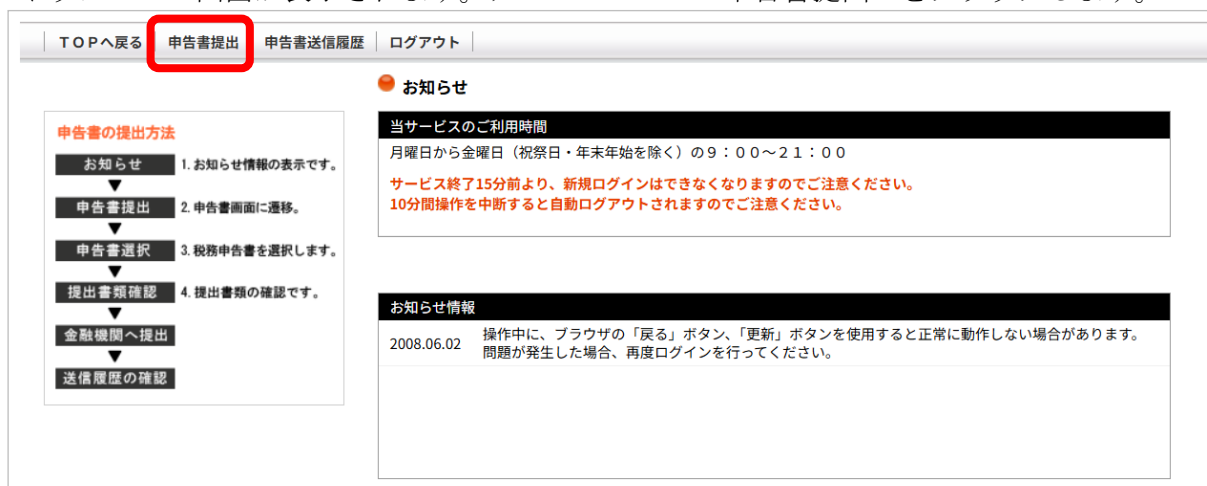 TOPへ戻る 申告書提出 申告書送信履歴 ログアウト
お知らせ
申告書の提出方法
お知らせ 1.お知らせ情報の表示です。
▼
申告書提出 2.申告書画面に遷移。
▼
申告書選択 3.税務申告書を選択します。
▼
提出書類確認 4.提出書類の確認です。
▼
金融機関へ提出
▼
送信履歴の確認
当サービスのご利用時間
月曜日から金曜日(祝祭日・年末年始を除く)の9:00～21:00
サービス終了15分前より、新規ログインはできなくなりますのでご注意ください。
10分間操作を中断すると自動ログアウトされますのでご注意ください。
お知らせ情報
2008.06.02 操作中に、ブラウザの「戻る」ボタン、「更新」ボタンを使用すると正常に動作しない場合があります。
問題が発生した場合、再度ログインを行ってください。